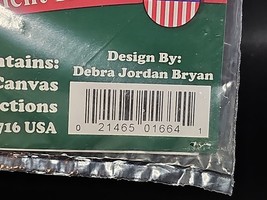 Design By:
Debra Jordan Bryan
ntains:
Canvas
ctions
716 USA
0 21465 01664 1